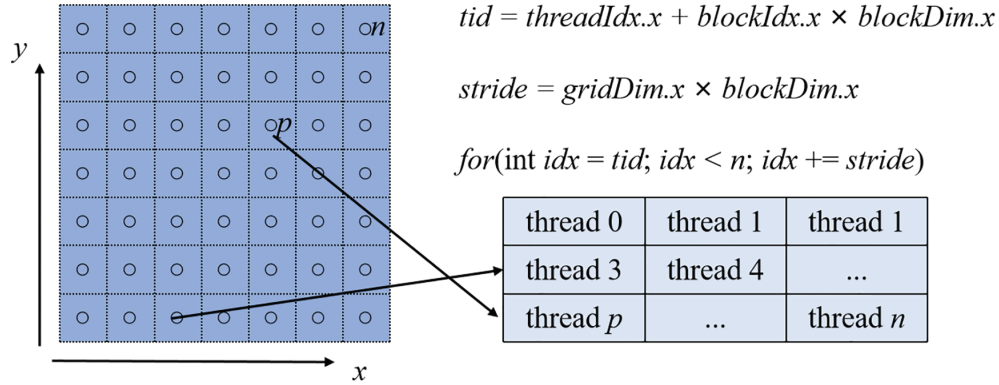 n
y
p
x
tid = threadIdx.x + blockIdx.x × blockDim.x
stride = gridDim.x × blockDim.x
for(int idx = tid; idx < n; idx += stride)
thread 0 thread 1 thread 1
thread 3 thread 4 ...
thread p ... thread n